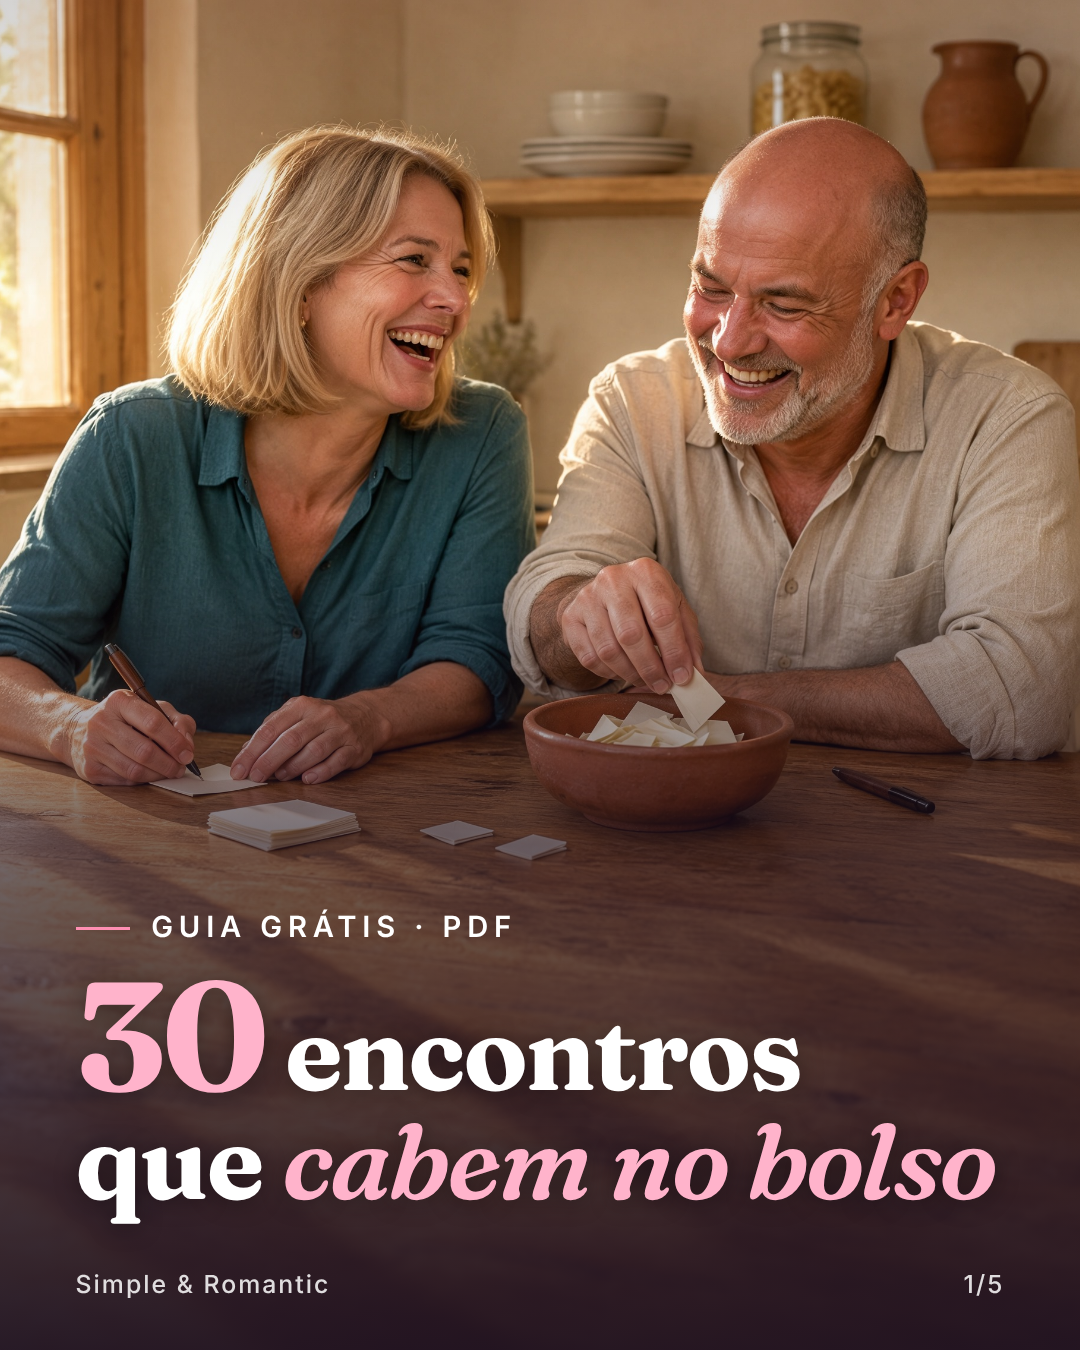 GUIA GRÁTIS · PDF
30 encontros
que cabem no bolso
Simple & Romantic
1/5